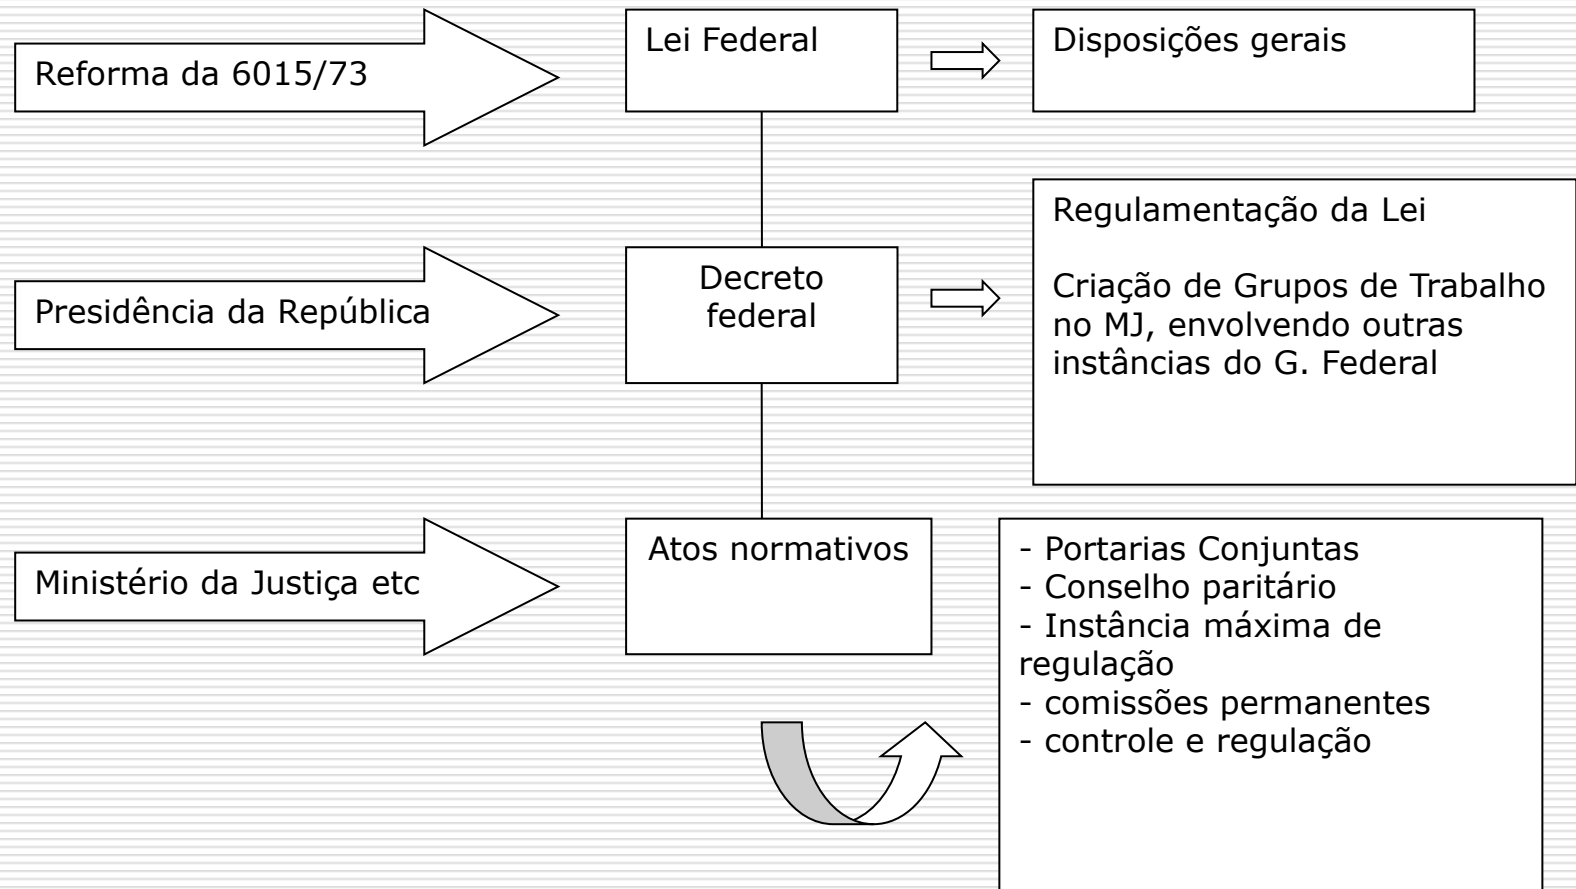 Reforma da 6015/73
Lei Federal
Disposições gerais
Presidência da República
Decreto
federal
Regulamentação da Lei
Criação de Grupos de Trabalho
no MJ, envolvendo outras
instâncias do G. Federal
Ministério da Justiça etc
Atos normativos
- Portarias Conjuntas
- Conselho paritário
- Instância máxima de
regulação
- comissões permanentes
- controle e regulação